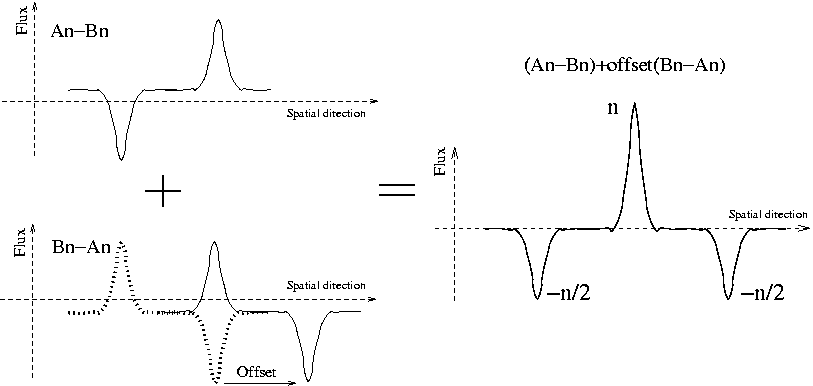 Flux
An−Bn
Spatial direction
+
=
Flux
Bn−An
Spatial direction
Offset
(An−Bn)+offset(Bn−An)
n
Flux
Spatial direction
−n/2
−n/2